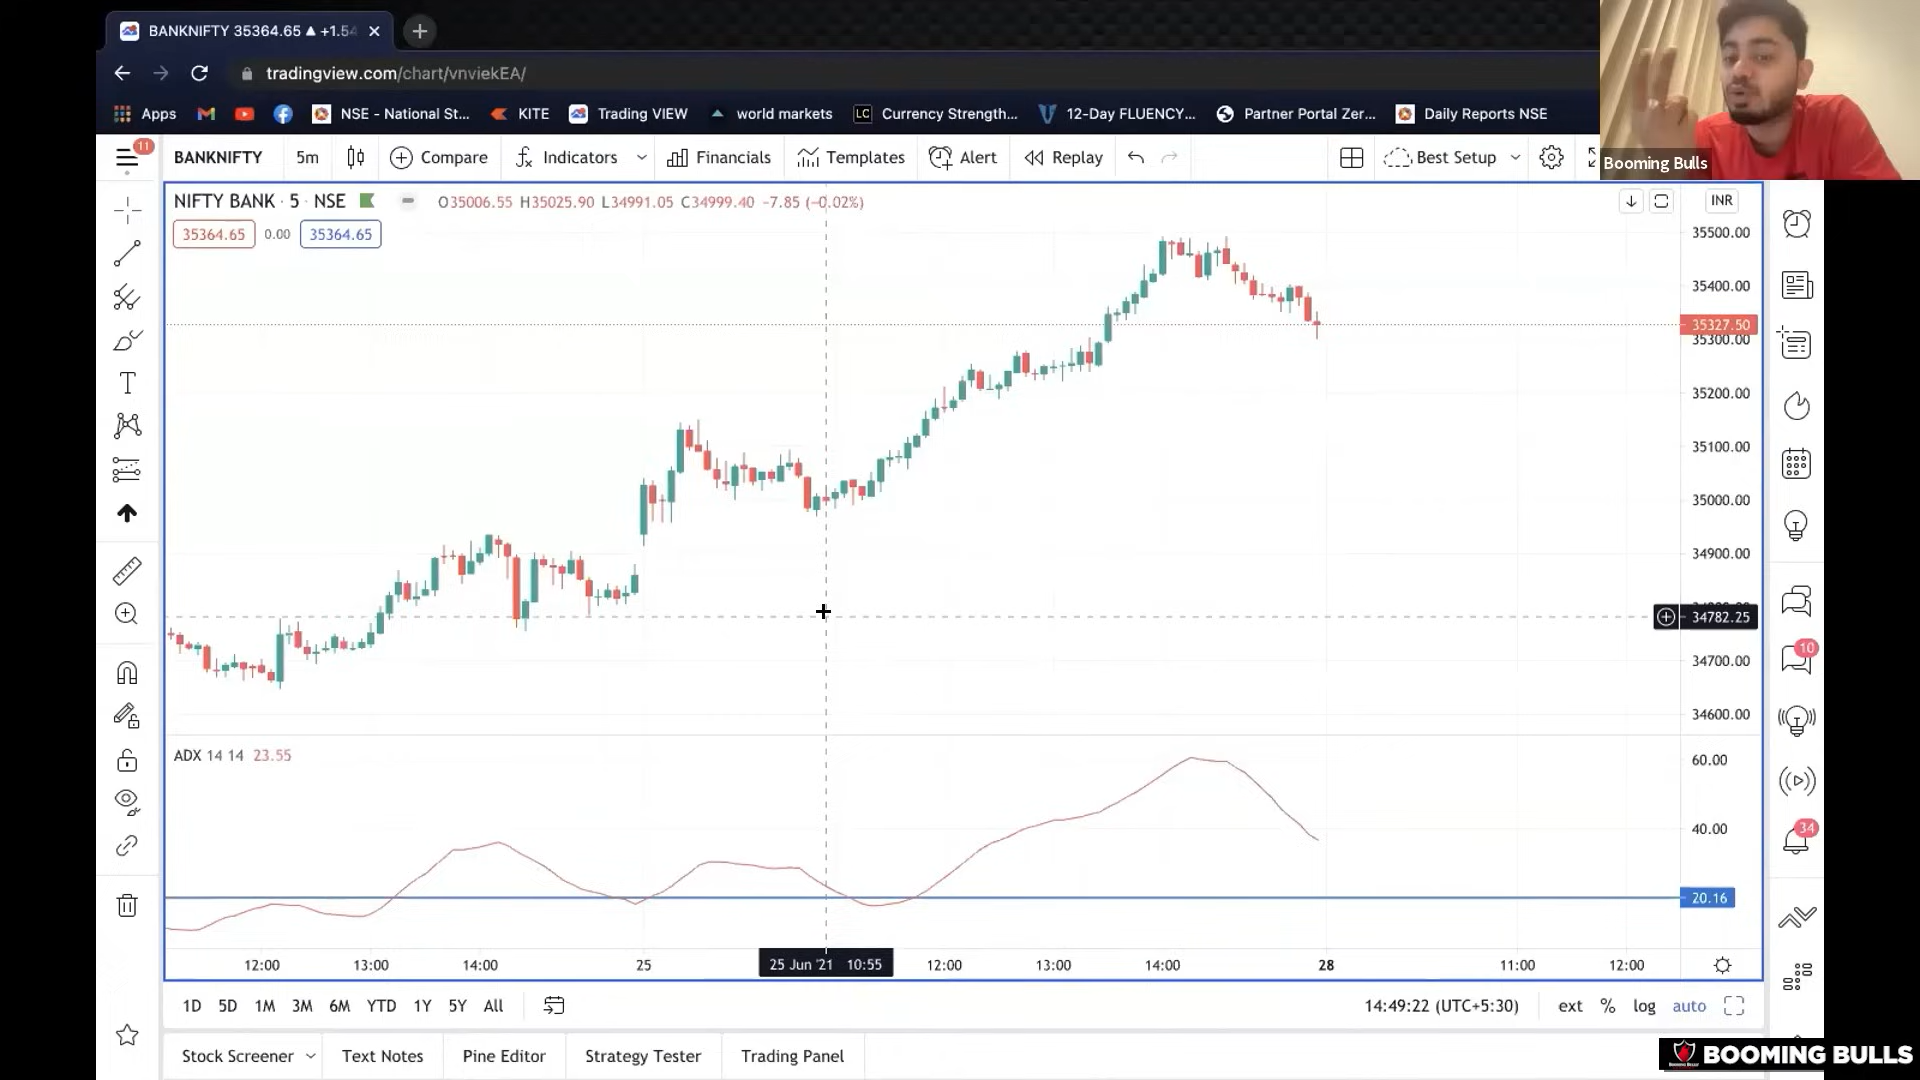 BANKNIFTY 35364.65 ▲ +1.54
tradingview.com/chart/vnviekEA/
Apps NSE - National St... KITE Trading VIEW world markets LC Currency Strength... 12-Day FLUENCY... Partner Portal Zer... Daily Reports NSE
Booming Bulls
11 BANKNIFTY 5m Compare Indicators Financials Templates Alert Replay Best Setup
NIFTY BANK · 5 · NSE O35006.55 H35025.90 L34991.05 C34999.40 -7.85 (-0.02%) INR
35364.65 0.00 35364.65
35500.00
35400.00
35327.50
35300.00
35200.00
35100.00
35000.00
34900.00
34782.25
34700.00
34600.00
10
34
ADX 14 14 23.55
60.00
40.00
20.16
12:00 13:00 14:00 25 25 Jun '21 10:55 12:00 13:00 14:00 28 11:00 12:00
1D 5D 1M 3M 6M YTD 1Y 5Y All 14:49:22 (UTC+5:30) ext % log auto
Stock Screener Text Notes Pine Editor Strategy Tester Trading Panel
BOOMING BULLS